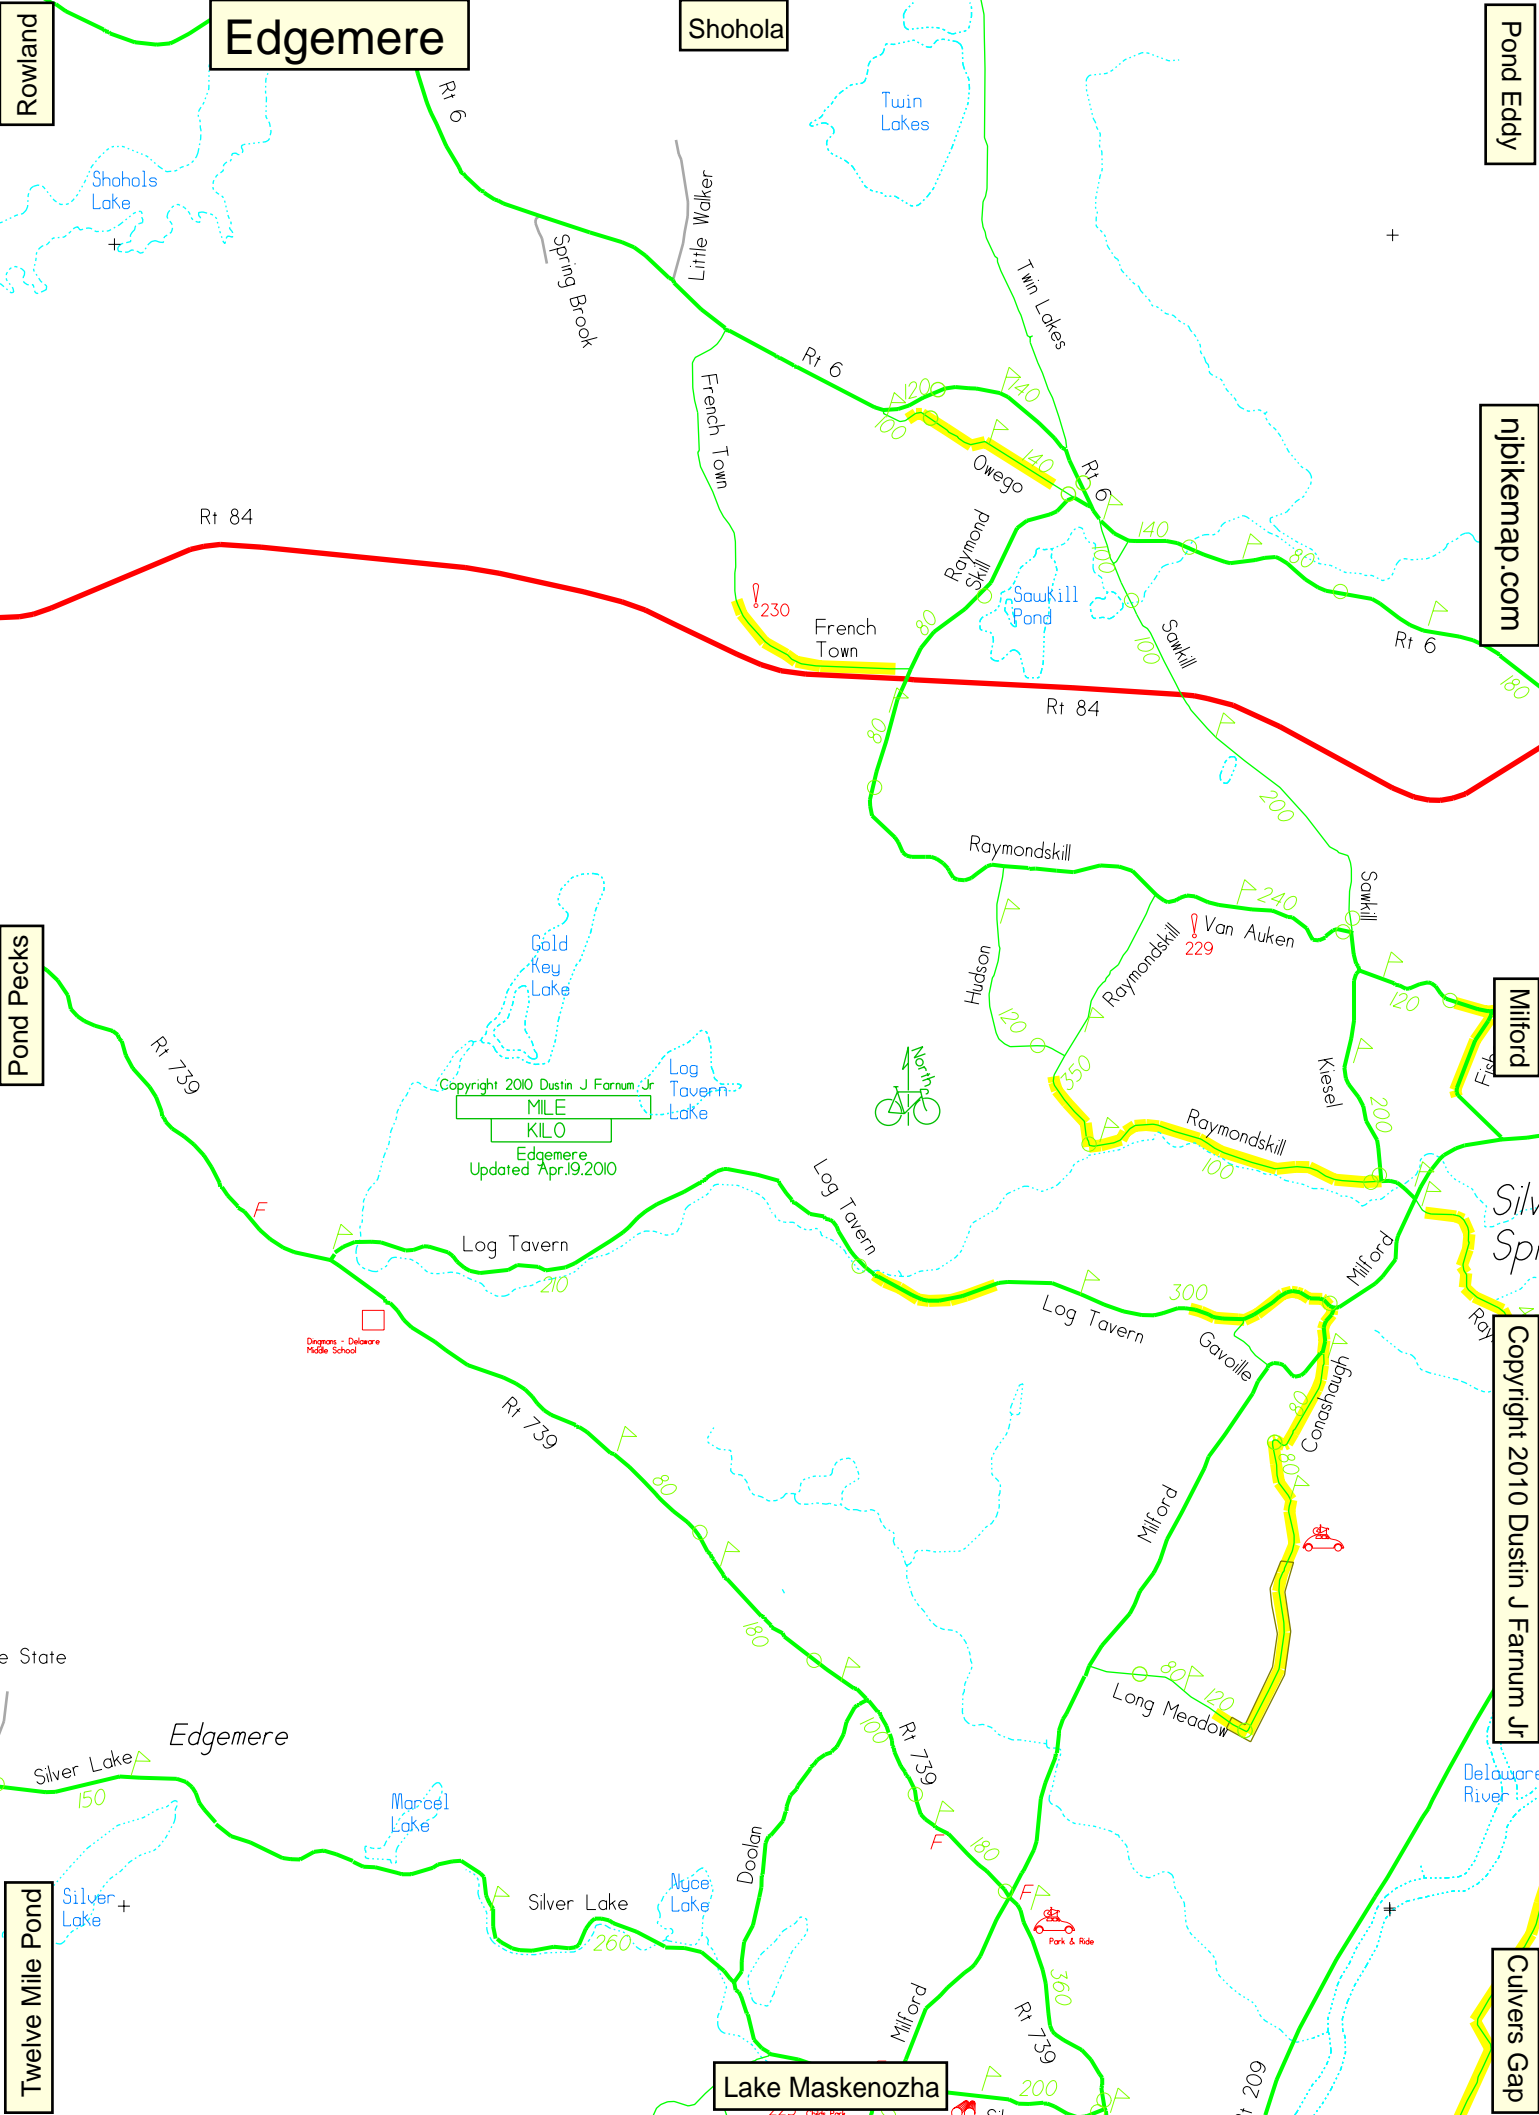 Rowland
Edgemere
Shohola
Pond Eddy
Rt 6
Twin
Lakes
Shohols
Lake
Little Walker
Spring Brook
Twin Lakes
Rt 6
120
140
100
French Town
njbikemap.com
140
Owego
Rt 6
Rt 84
Raymond
Skill
140
100
80
Sawkill
Pond
230
80
French
Town
100
Sawkill
Rt 6
180
Rt 84
80
200
Raymondskill
Sawkill
240
Van Auken
229
Pond Pecks
Gold
Key
Lake
Hudson
Raymondskill
120
Milford
120
Rt 739
North
Log
Tavern
Lake
Copyright 2010 Dustin J Farnum Jr
MILE
KILO
Edgemere
Updated Apr.19.2010
350
Kiesel
200
Raymondskill
100
Log Tavern
F
Log Tavern
210
Milford
300
Log Tavern
Gavoille
Dingmans - Delaware
Middle School
Conashaugh
80
Copyright 2010 Dustin J Farnum Jr
Rt 739
80
80
Milford
180
e State
Edgemere
80
120
Long Meadow
100
Rt 739
Silver Lake
150
Marcel
Lake
Delaware
River
Doolan
F
180
Twelve Mile Pond
Silver
Lake
Silver Lake
260
Nyce
Lake
F
Park & Ride
360
Culvers Gap
Milford
Rt 739
Lake Maskenozha
200
t 209